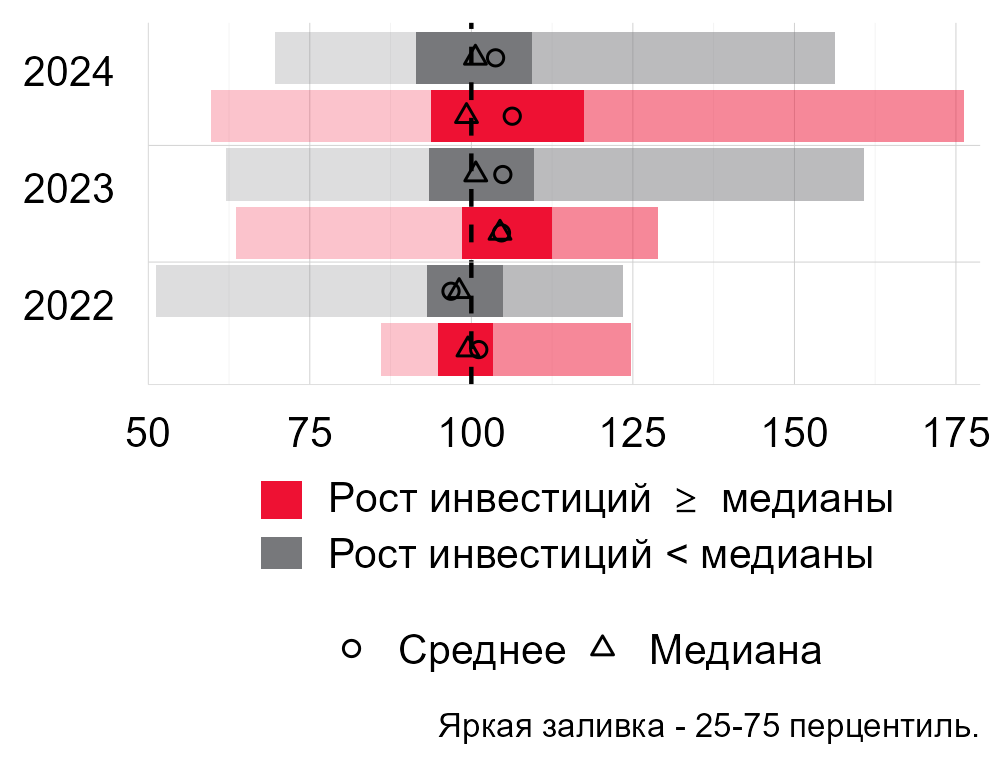 2024
2023
2022
50 75 100 125 150 175
Рост инвестиций ≥ медианы
Рост инвестиций < медианы
Среднее Медиана
Яркая заливка - 25-75 перцентиль.